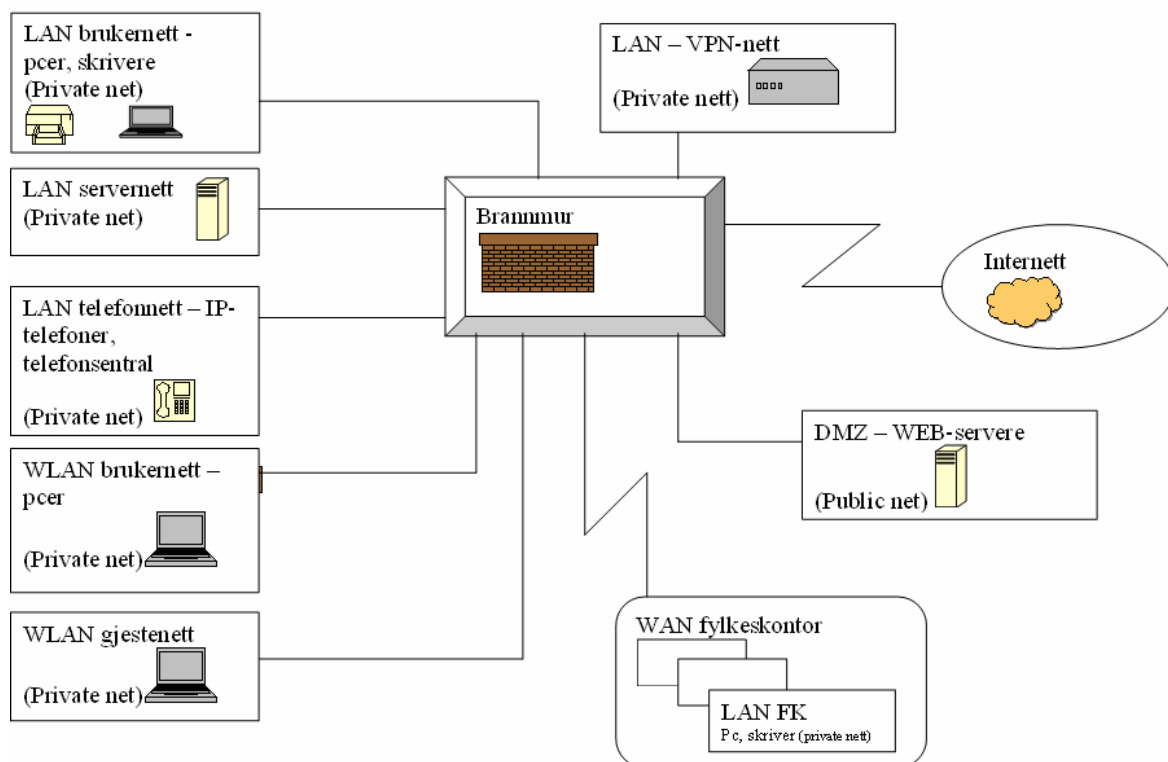 LAN brukernett -
pcer, skrivere
(Private net)
LAN – VPN-nett
(Private nett)
LAN servernett
(Private net)
Brannmur
Internett
LAN telefonnett – IP-
telefoner,
telefonsentral
(Private net)
DMZ – WEB-servere
(Public net)
WLAN brukernett –
pcer
(Private net)
WLAN gjestenett
(Private net)
WAN fylkeskontor
LAN FK
Pc, skriver (private nett)